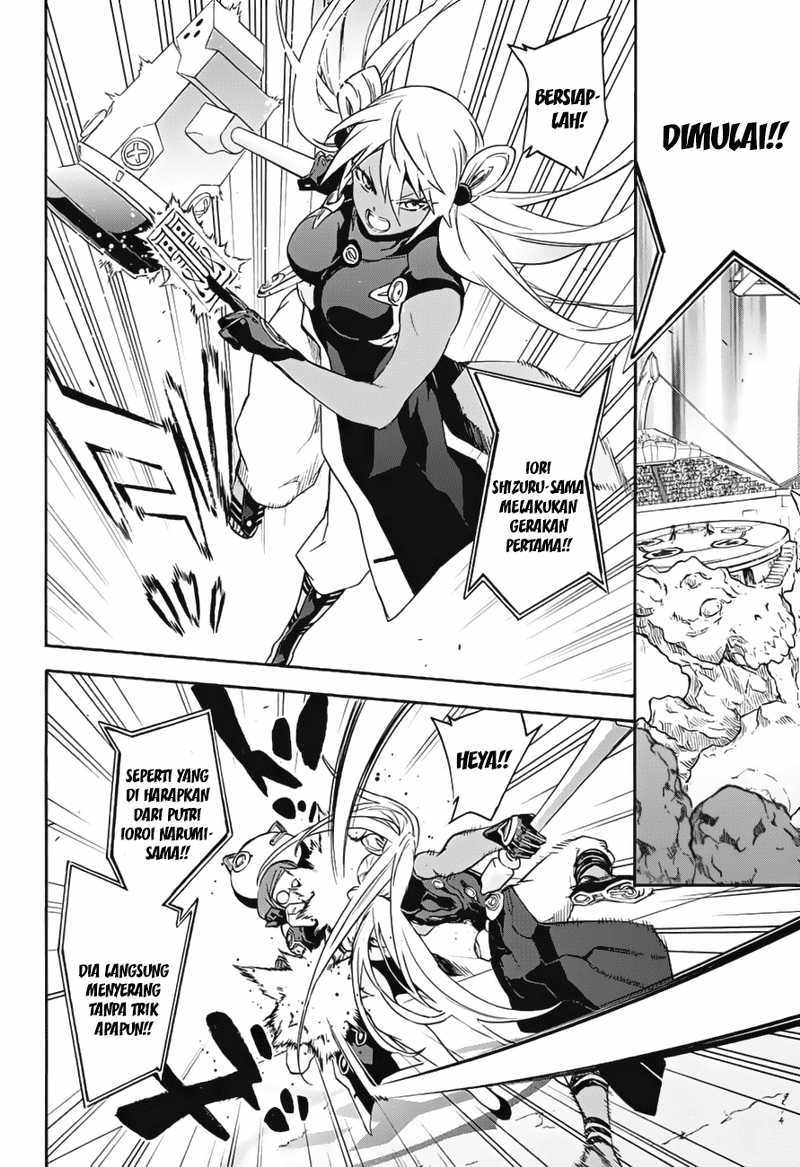 DIMULAI!!
BERSIAP-
LAH!
IORI
SHIZURU-SAMA
MELAKUKAN
GERAKAN
PERTAMA!!
HEYA!!
SEPERTI YANG
DI HARAPKAN
DARI PUTRI
IOROI NARUMI-
SAMA!!
DIA LANGSUNG
MENYERANG
TANPA TRIK
APAPUN!!